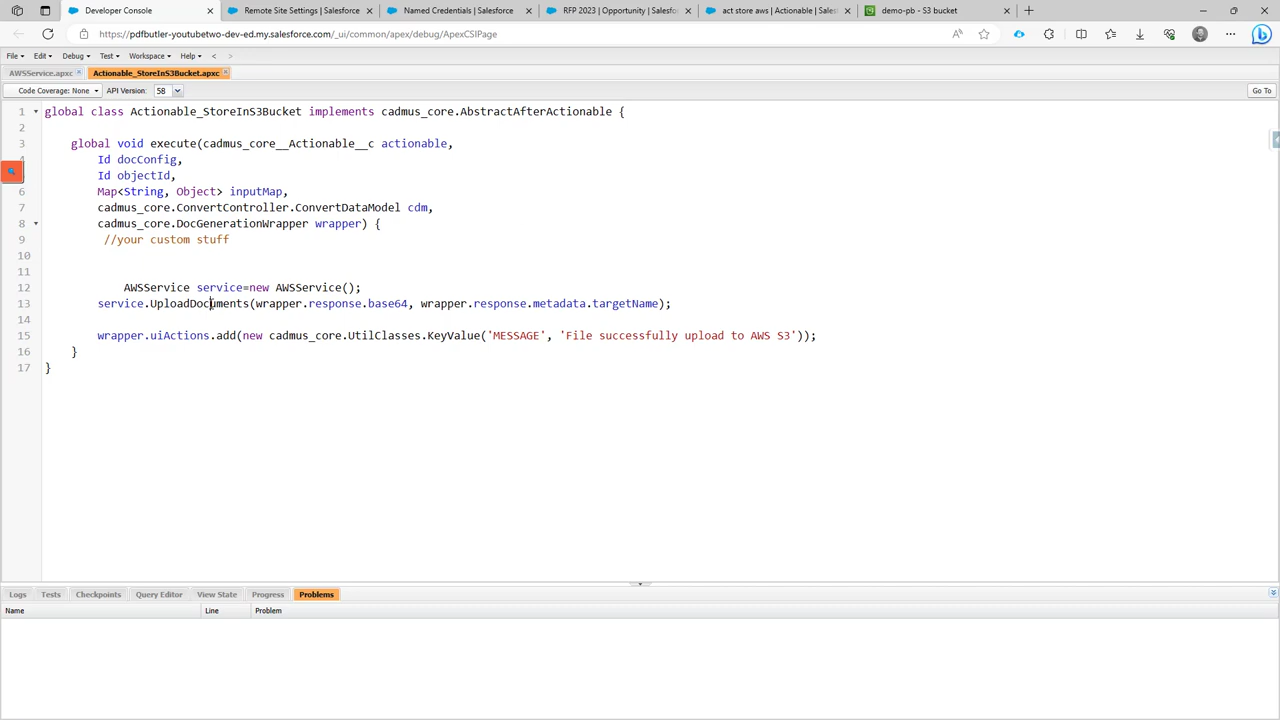 Developer Console
Remote Site Settings | Salesforce
Named Credentials | Salesforce
RFP 2023 | Opportunity | Salesfo
act store aws | Actionable | Sales
demo-pb - S3 bucket
https://pdfbutler-youtubetwo-dev-ed.my.salesforce.com/_ui/common/apex/debug/ApexCSIPage
File Edit Debug Test Workspace Help < >
AWSService.apxc
Actionable_StoreInS3Bucket.apxc
Code Coverage: None API Version: 58 Go To
1 global class Actionable_StoreInS3Bucket implements cadmus_core.AbstractAfterActionable {
2
3 global void execute(cadmus_core__Actionable__c actionable,
4 Id docConfig,
Id objectId,
6 Map<String, Object> inputMap,
7 cadmus_core.ConvertController.ConvertDataModel cdm,
8 cadmus_core.DocGenerationWrapper wrapper) {
9 //your custom stuff
10
11
12 AWSService service=new AWSService();
13 service.UploadDocuments(wrapper.response.base64, wrapper.response.metadata.targetName);
14
15 wrapper.uiActions.add(new cadmus_core.UtilClasses.KeyValue('MESSAGE', 'File successfully upload to AWS S3'));
16 }
17 }
Logs Tests Checkpoints Query Editor View State Progress Problems
Name Line Problem